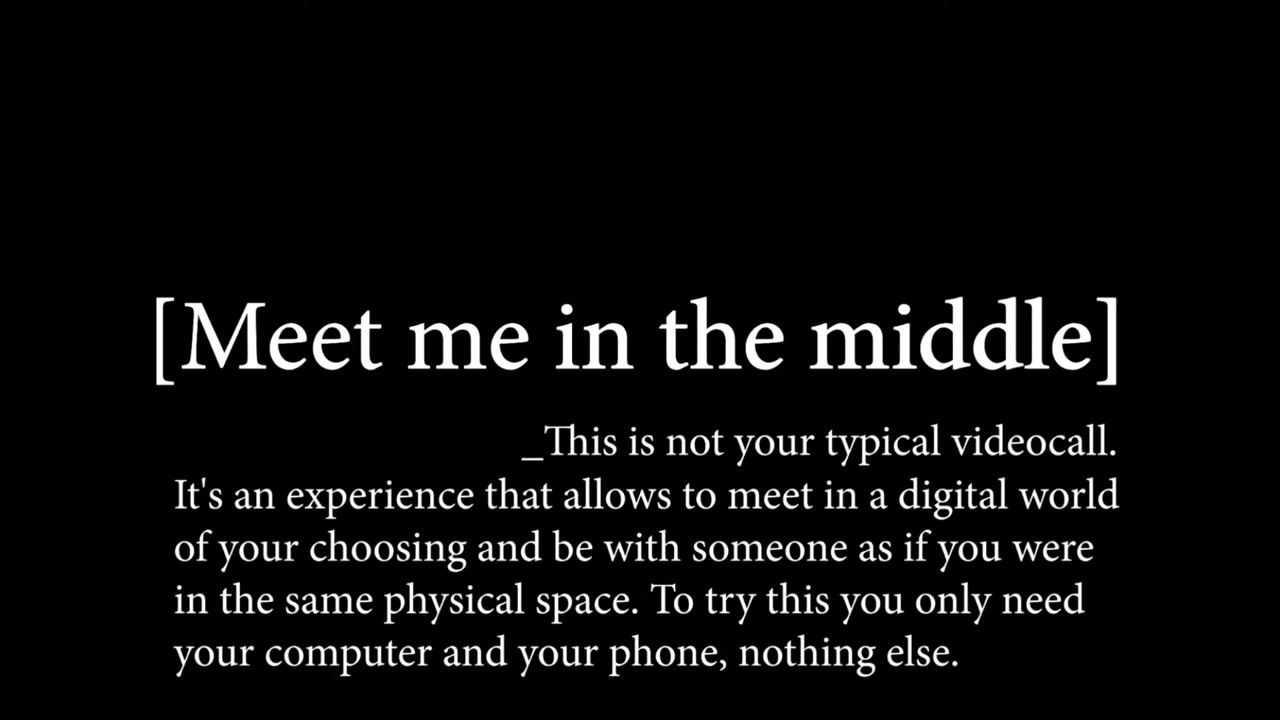 [Meet me in the middle]
_This is not your typical videocall.
It's an experience that allows to meet in a digital world
of your choosing and be with someone as if you were
in the same physical space. To try this you only need
your computer and your phone, nothing else.